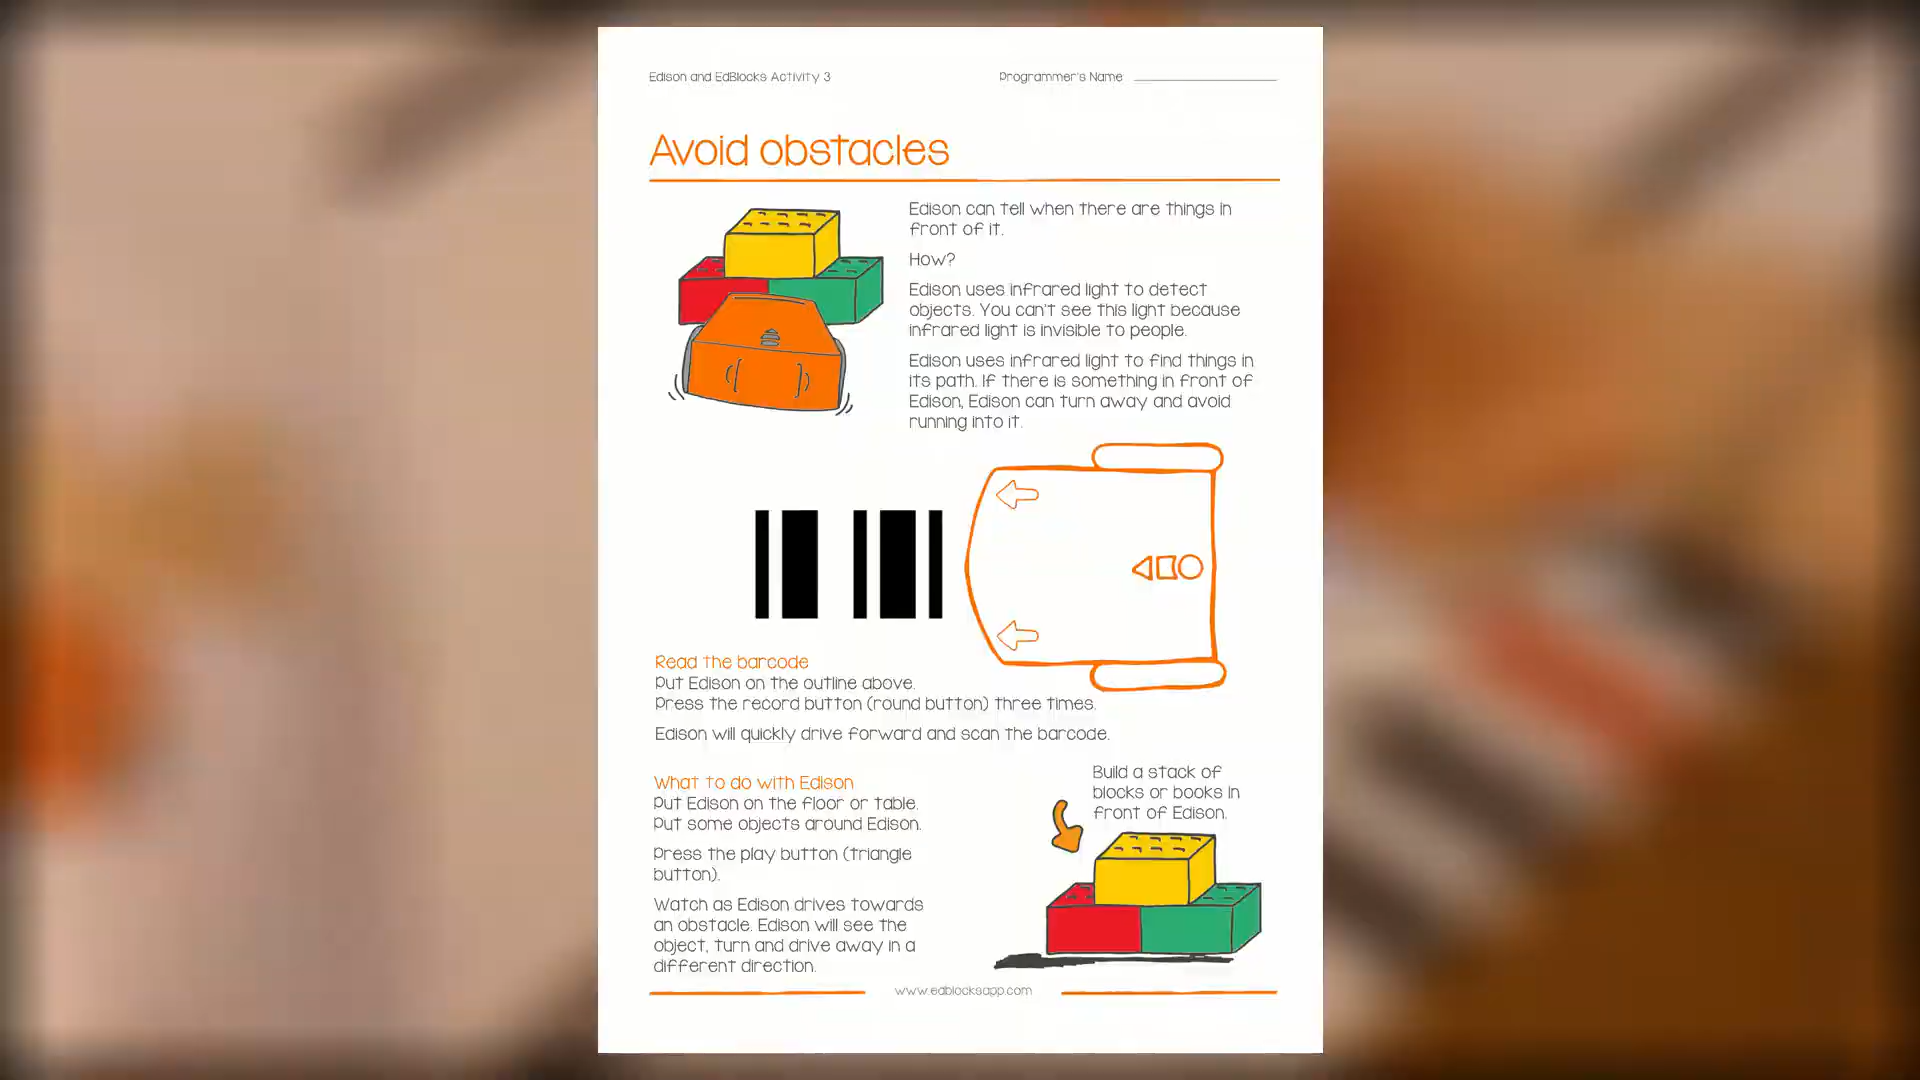 Edison and EdBlocks Activity 3
Programmer's Name
Avoid obstacles
Edison can tell when there are things in
front of it.
How?
Edison uses infrared light to detect
objects. You can't see this light because
infrared light is invisible to people.
Edison uses infrared light to find things in
its path. If there is something in front of
Edison, Edison can turn away and avoid
running into it.
Read the barcode
Put Edison on the outline above.
Press the record button (round button) three times.
Edison will quickly drive forward and scan the barcode.
What to do with Edison
Put Edison on the floor or table.
Put some objects around Edison.
Press the play button (triangle
button).
Watch as Edison drives towards
an obstacle. Edison will see the
object, turn and drive away in a
different direction.
Build a stack of
blocks or books in
front of Edison.
www.edblocksapp.com